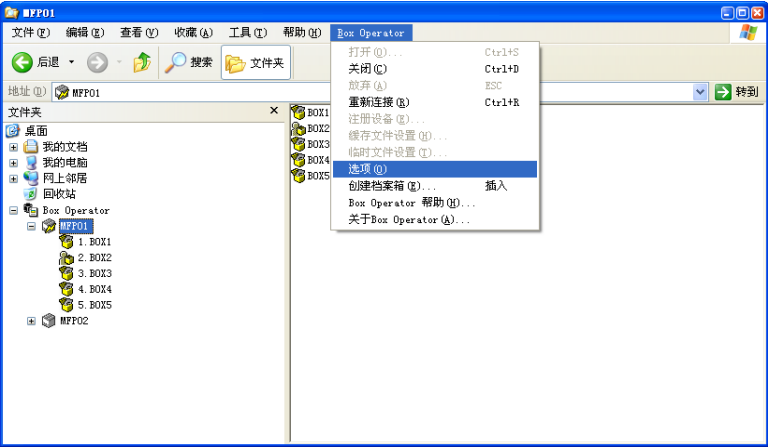 MFP01
文件(F) 编辑(E) 查看(V) 收藏(A) 工具(T) 帮助(H) Box Operator
后退 搜索 文件夹
地址(D) MFP01 转到
文件夹
桌面
我的文档
我的电脑
网上邻居
回收站
Box Operator
MFP01
1. BOX1
2. BOX2
3. BOX3
4. BOX4
5. BOX5
MFP02
BOX1
BOX2
BOX3
BOX4
BOX5
打开(O)... Ctrl+S
关闭(C) Ctrl+D
放弃(A) ESC
重新连接(R) Ctrl+R
注册设备(E)...
缓存文件设置(H)...
临时文件设置(T)...
选项(O)
创建档案箱(E)... 插入
Box Operator 帮助(H)...
关于Box Operator(A)...